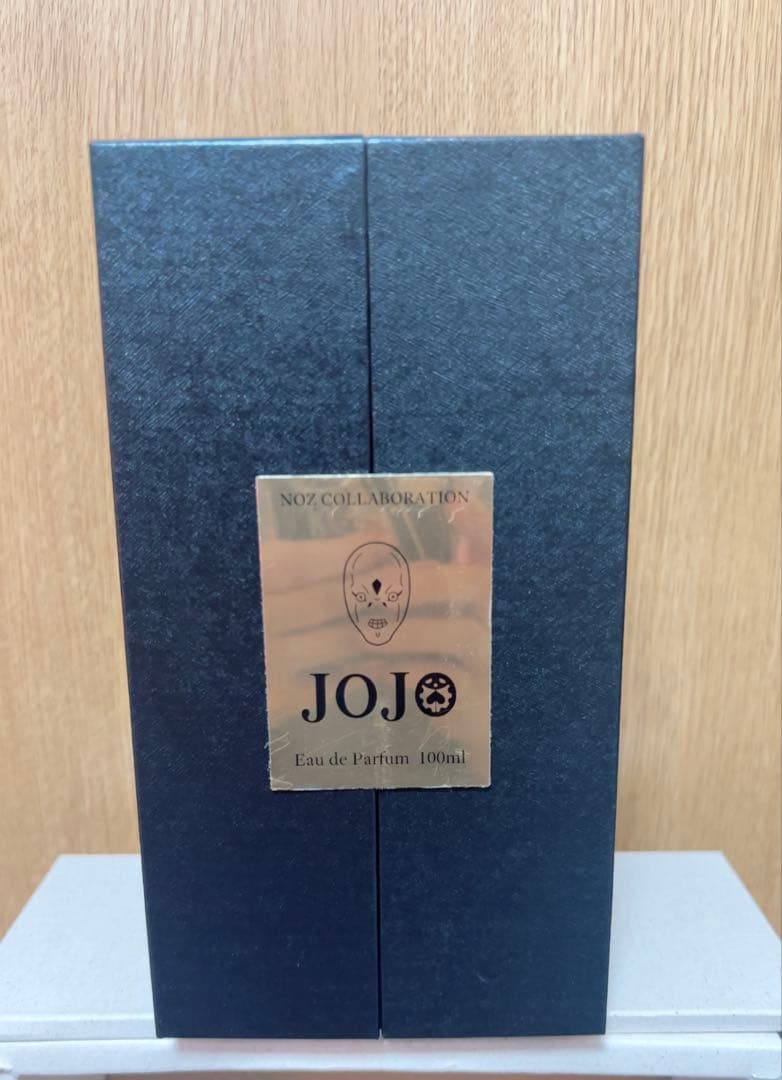 NOZ COLLABORATION
JOJO
Eau de Parfum 100ml